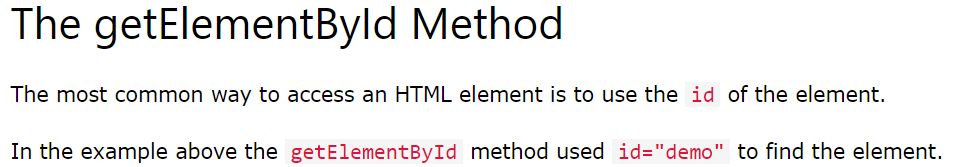 The getElementById Method
The most common way to access an HTML element is to use the id of the element.
In the example above the getElementById method used id="demo" to find the element.